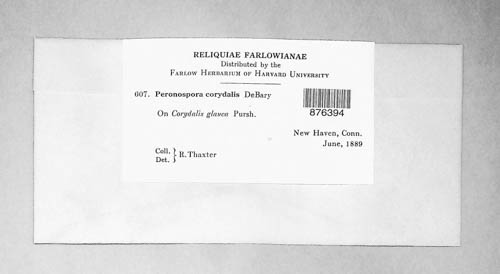 RELIQUIAE FARLOWIANAE
Distributed by the
FARLOW HERBARIUM OF HARVARD UNIVERSITY
607. Peronospora corydalis DeBary
876394
On Corydalis glauca Pursh.
New Haven, Conn.
June, 1889
Coll. } R. Thaxter
Det.